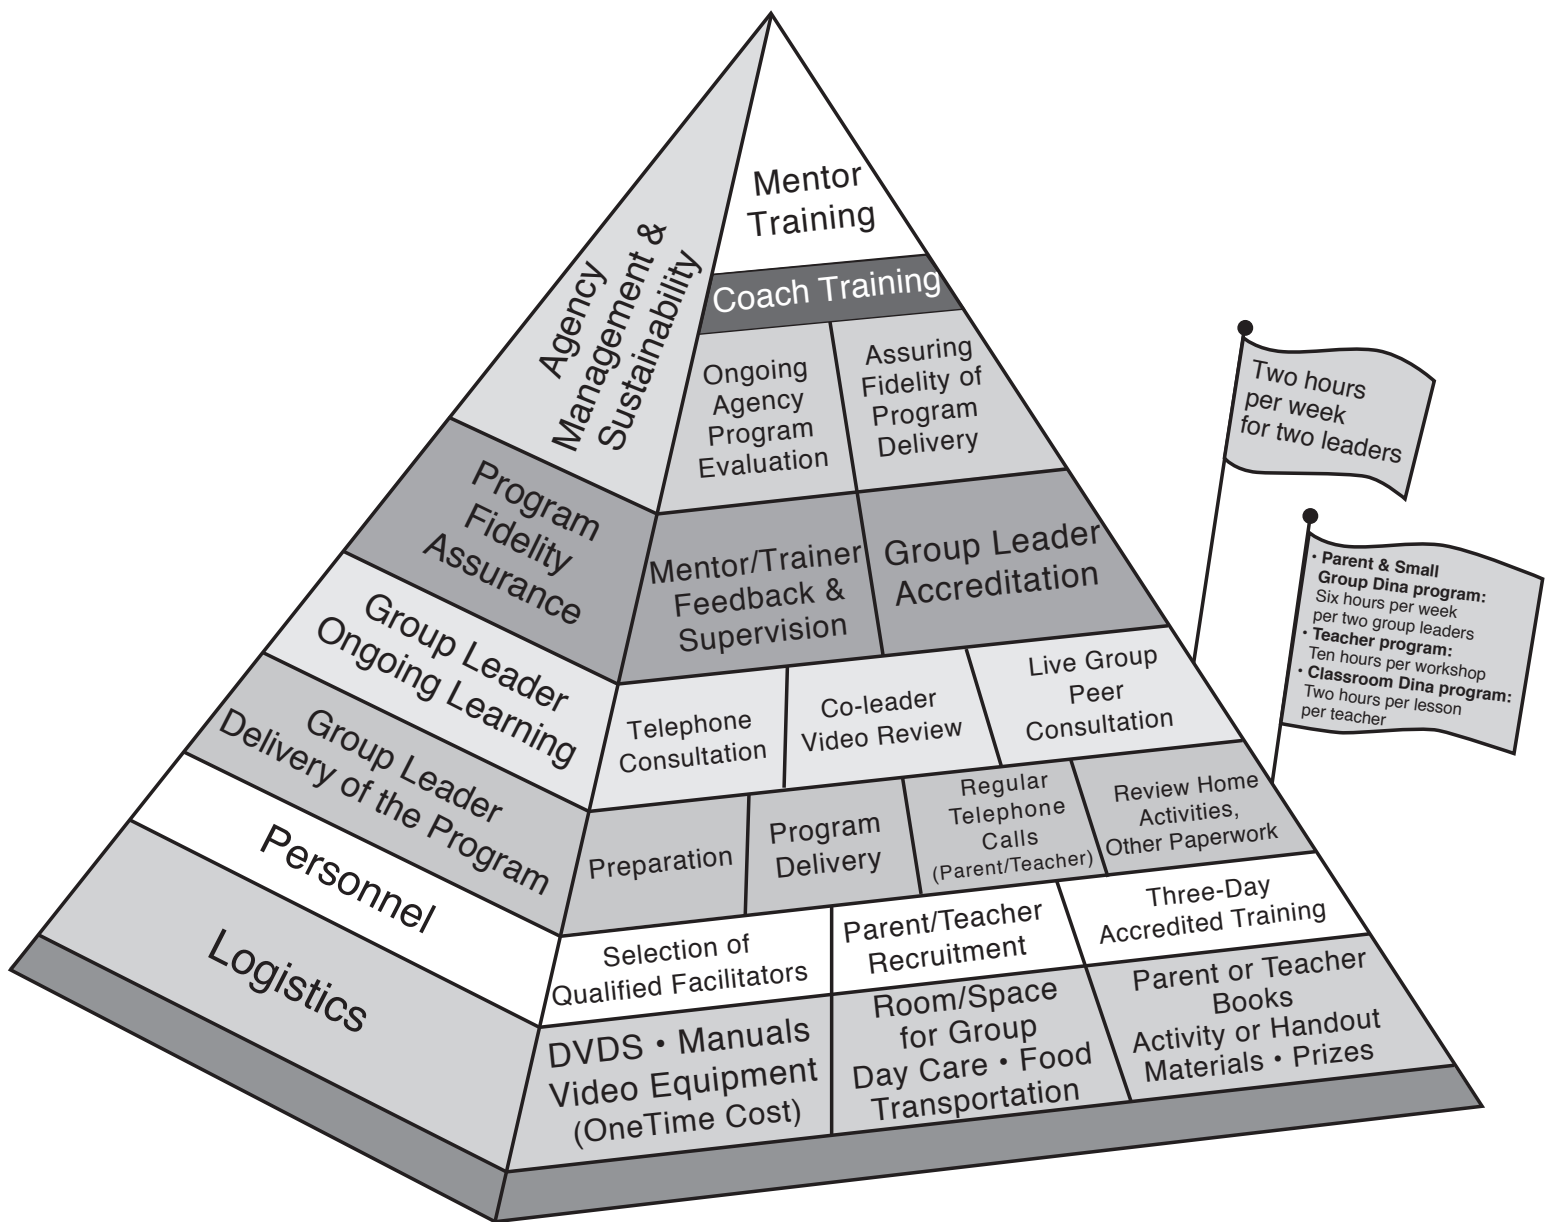 Mentor
Training
Coach Training
Agency
Management &
Sustainability
Ongoing
Agency
Program
Evaluation
Assuring
Fidelity of
Program
Delivery
Program
Fidelity
Assurance
Mentor/Trainer
Feedback &
Supervision
Group Leader
Accreditation
Group Leader
Ongoing Learning
Telephone
Consultation
Co-leader
Video Review
Live Group
Peer
Consultation
Group Leader
Delivery of the Program
Preparation
Program
Delivery
Regular
Telephone
Calls
(Parent/Teacher)
Review Home
Activities,
Other Paperwork
Personnel
Selection of
Qualified Facilitators
Parent/Teacher
Recruitment
Three-Day
Accredited Training
Logistics
DVDS • Manuals
Video Equipment
(OneTime Cost)
Room/Space
for Group
Day Care • Food
Transportation
Parent or Teacher
Books
Activity or Handout
Materials • Prizes
Two hours
per week
for two leaders
• Parent & Small
Group Dina program:
Six hours per week
per two group leaders
• Teacher program:
Ten hours per workshop
• Classroom Dina program:
Two hours per lesson
per teacher